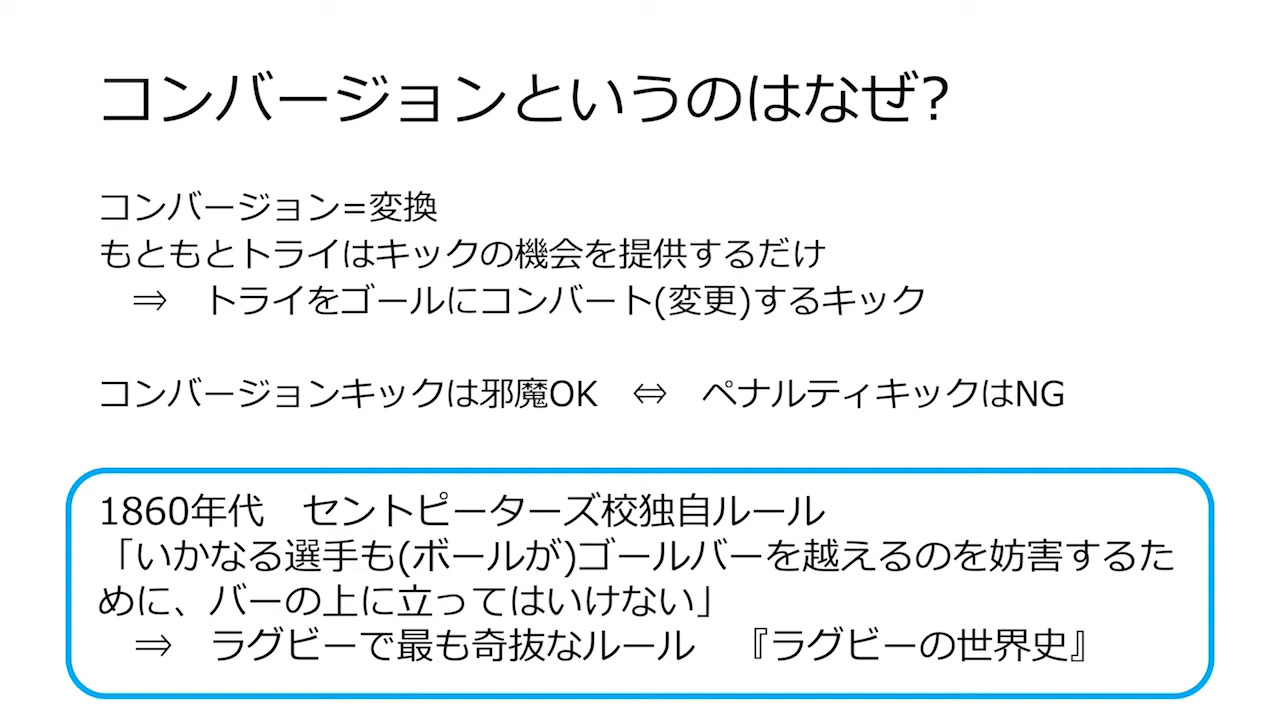 コンバージョンというのはなぜ?
コンバージョン=変換
もともとトライはキックの機会を提供するだけ
⇒ トライをゴールにコンバート(変更)するキック
コンバージョンキックは邪魔OK ⇔ ペナルティキックはNG
1860年代 セントピーターズ校独自ルール
「いかなる選手も(ボールが)ゴールバーを越えるのを妨害するた
めに、バーの上に立ってはいけない」
⇒ ラグビーで最も奇抜なルール 『ラグビーの世界史』